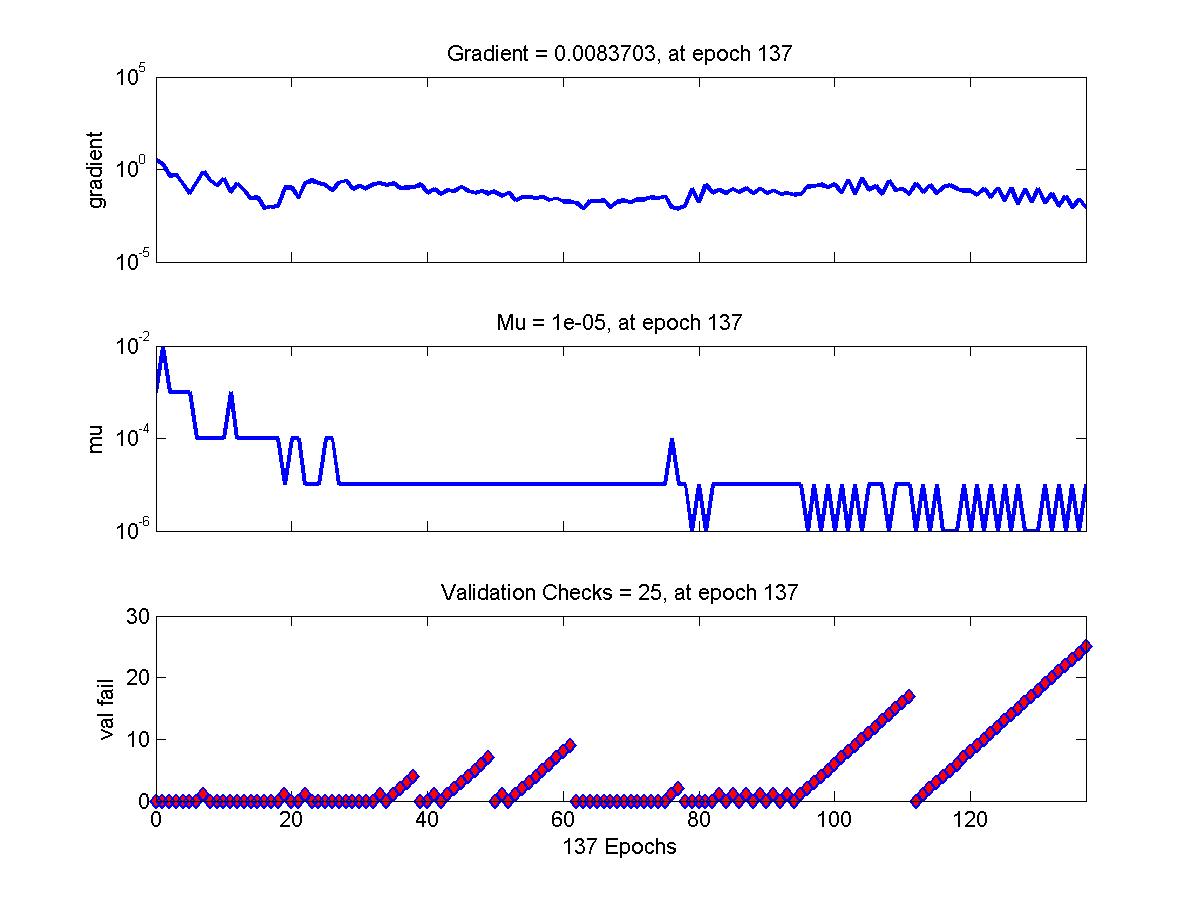 Gradient = 0.0083703, at epoch 137
10^5
10^0
10^-5
gradient
Mu = 1e-05, at epoch 137
10^-2
10^-4
10^-6
mu
Validation Checks = 25, at epoch 137
30
20
10
0
val fail
0 20 40 60 80 100 120
137 Epochs